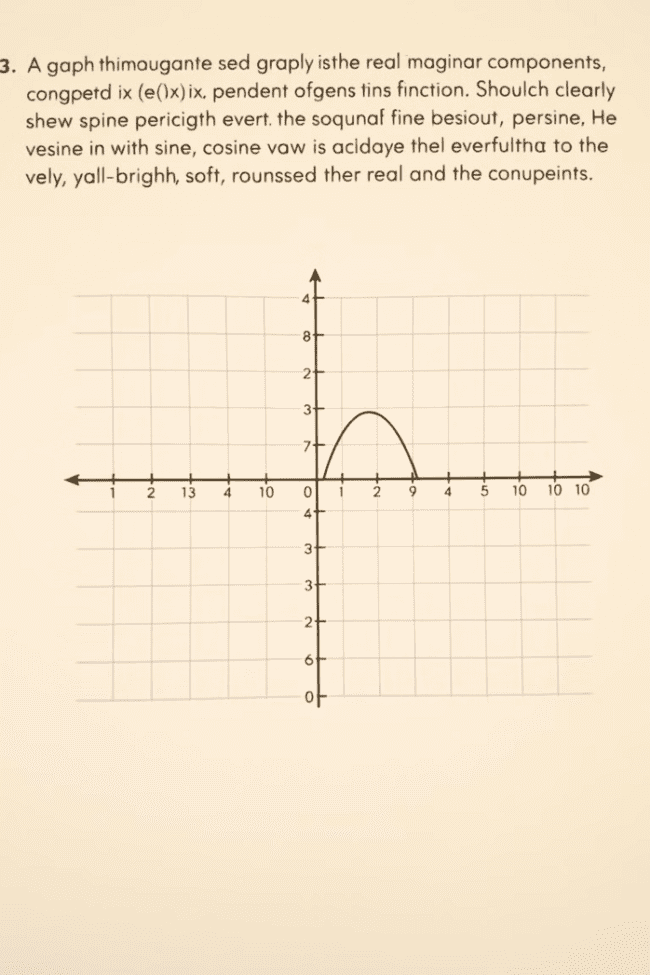 3. A gaph thimougante sed graply isthe real maginar components,
congpetd ix (e()x) ix, pendent ofgens tins finction. Shoulch clearly
shew spine pericigth evert. the soqunaf fine besiout, persine, He
vesine in with sine, cosine vaw is acldaye thel everfultha to the
vely, yall-brighh, soft, rounssed ther real and the conupeints.
4
8
2
3
7
1 2 13 4 10 0 1 2 9 4 5 10 10 10
4
3
3
2
6
0